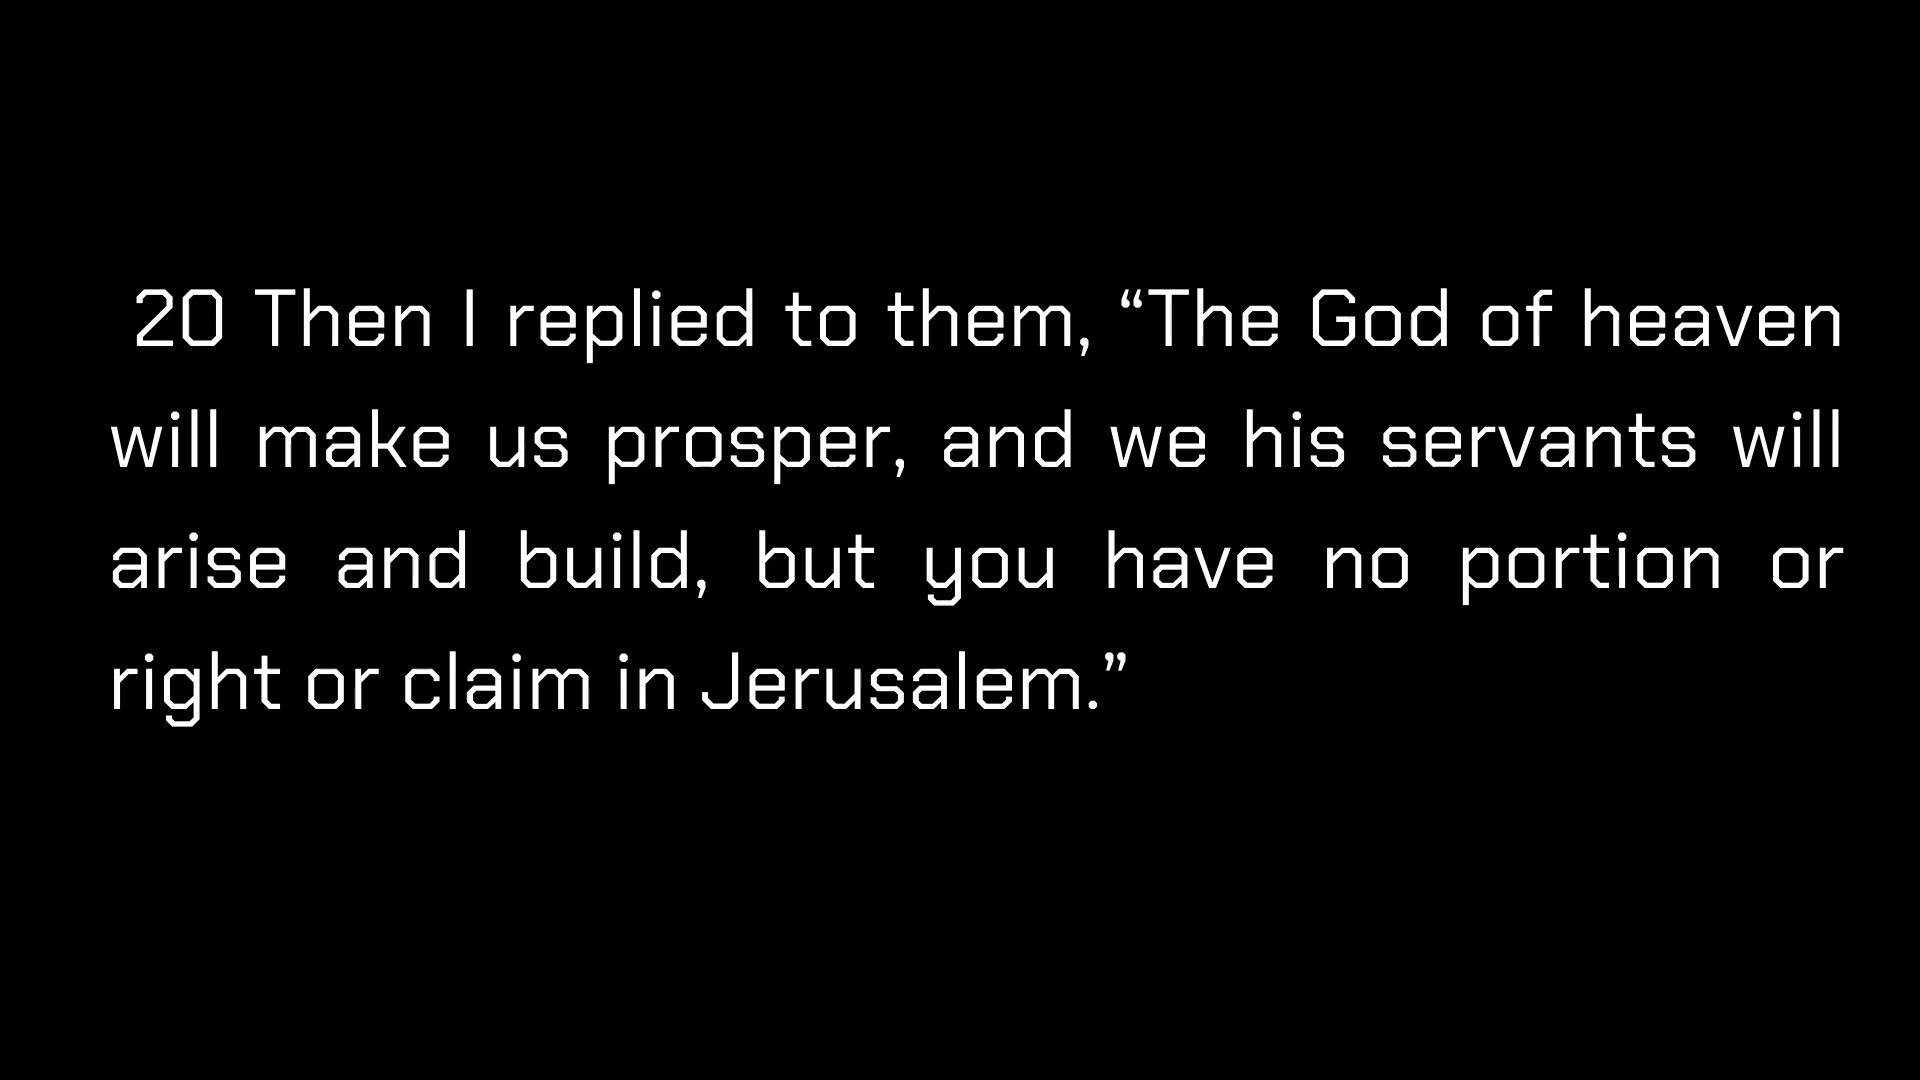 20 Then I replied to them, “The God of heaven
will make us prosper, and we his servants will
arise and build, but you have no portion or
right or claim in Jerusalem.”